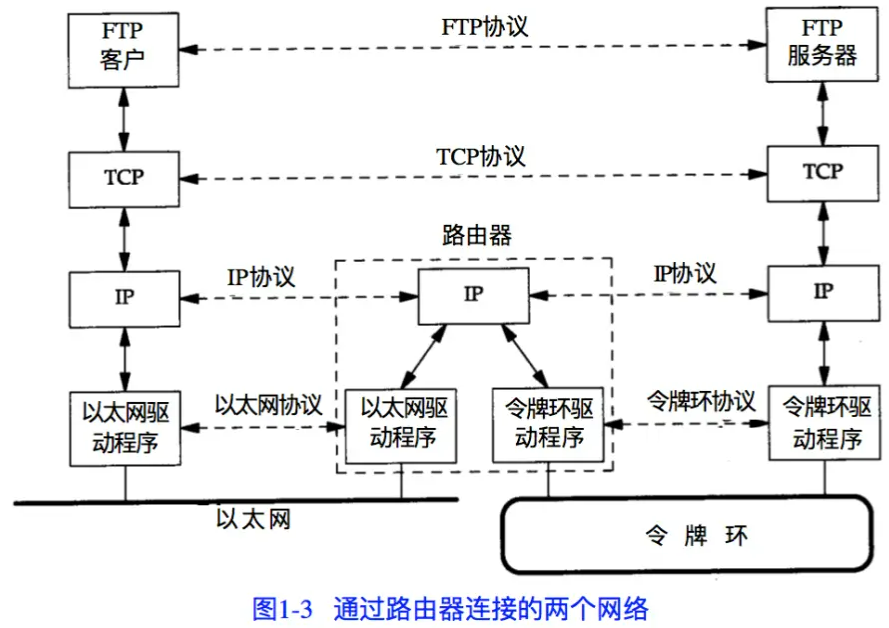 FTP
客户
FTP协议
FTP
服务器
TCP
TCP协议
TCP
路由器
IP
IP协议
IP
IP协议
IP
以太网驱
动程序
以太网协议
以太网驱
动程序
令牌环驱
动程序
令牌环协议
令牌环驱
动程序
以太网
令 牌 环
图1-3 通过路由器连接的两个网络